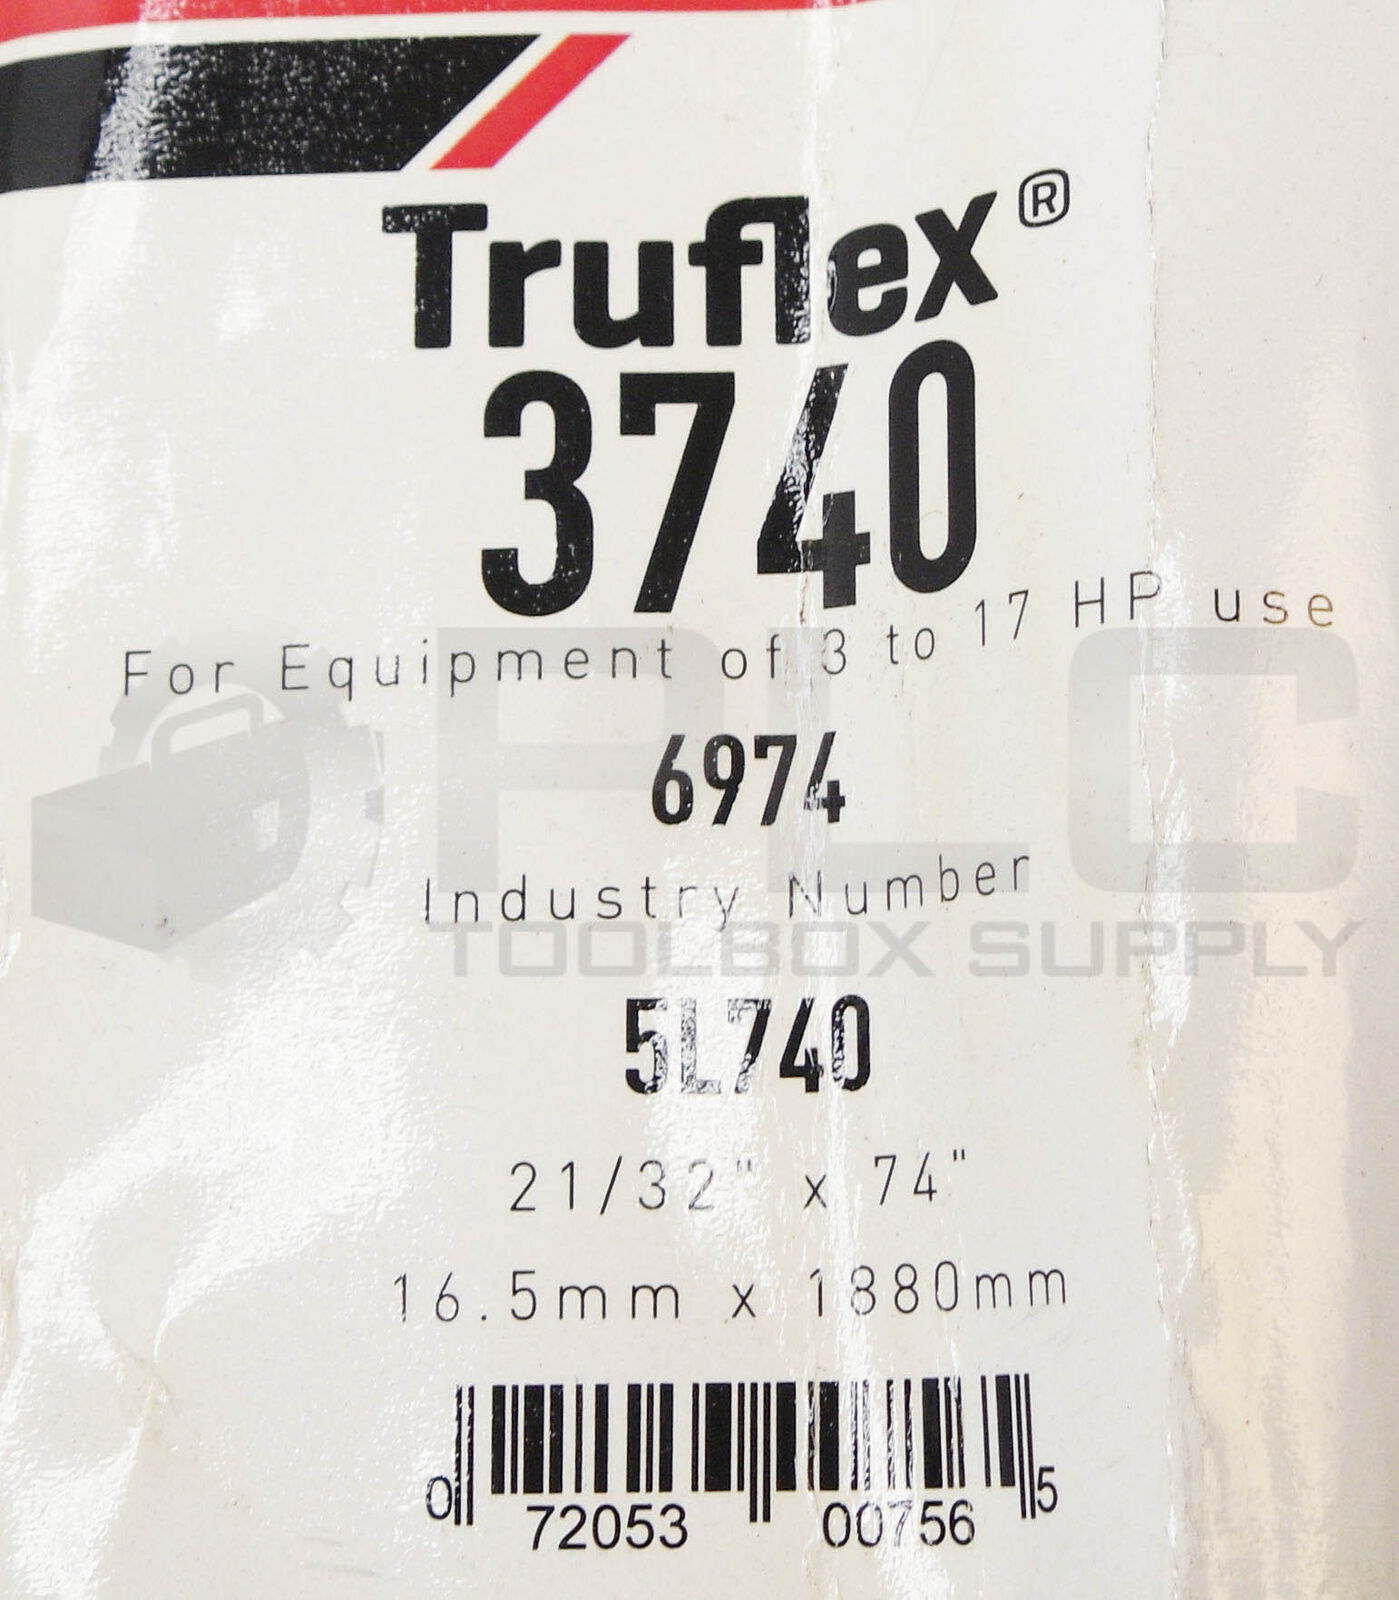 Truflex®
3740
For Equipment of 3 to 17 HP use
6974
Industry Number
5L740
21/32" x 74"
16.5mm x 1880mm
0 72053 00756 5
PLC
TOOLBOX SUPPLY